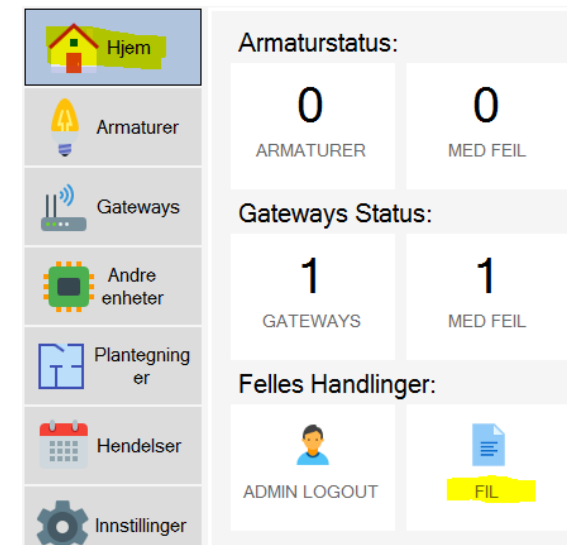 Hjem
Armaturer
Gateways
Andre
enheter
Plantegning
er
Hendelser
Innstillinger
Armaturstatus:
0 0
ARMATURER MED FEIL
Gateways Status:
1 1
GATEWAYS MED FEIL
Felles Handlinger:
ADMIN LOGOUT FIL